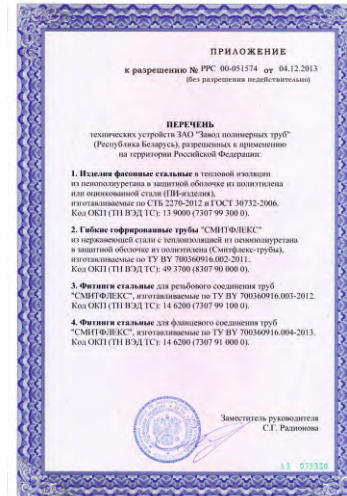 ПРИЛОЖЕНИЕ
к разрешению № РРС 00-051574 от 04.12.2013
(без разрешения недействительно)
ПЕРЕЧЕНЬ
технических устройств ЗАО "Завод полимерных труб"
(Республика Беларусь), разрешенных к применению
на территории Российской Федерации:
1. Изделия фасонные стальные в тепловой изоляции
из пенополиуретана в защитной оболочке из полиэтилена
или оцинкованной стали (ПИ-изделия),
изготавливаемые по СТБ 2270-2012 и ГОСТ 30732-2006.
Код ОКП (ТН ВЭД ТС): 13 9000 (7307 99 300 0).
2. Гибкие гофрированные трубы "СМИТФЛЕКС"
из нержавеющей стали с теплоизоляцией из пенополиуретана
в защитной оболочке из полиэтилена (Смитфлекс-трубы),
изготавливаемые по ТУ BY 700360916.002-2011.
Код ОКП (ТН ВЭД ТС): 49 3700 (8307 90 000 0).
3. Фитинги стальные для резьбового соединения труб
"СМИТФЛЕКС", изготавливаемые по ТУ BY 700360916.003-2012.
Код ОКП (ТН ВЭД ТС): 14 6200 (7307 99 100 0).
4. Фитинги стальные для фланцевого соединения труб
"СМИТФЛЕКС", изготавливаемые по ТУ BY 700360916.004-2013.
Код ОКП (ТН ВЭД ТС): 14 6200 (7307 91 000 0).
Заместитель руководителя
С.Г. Радионова